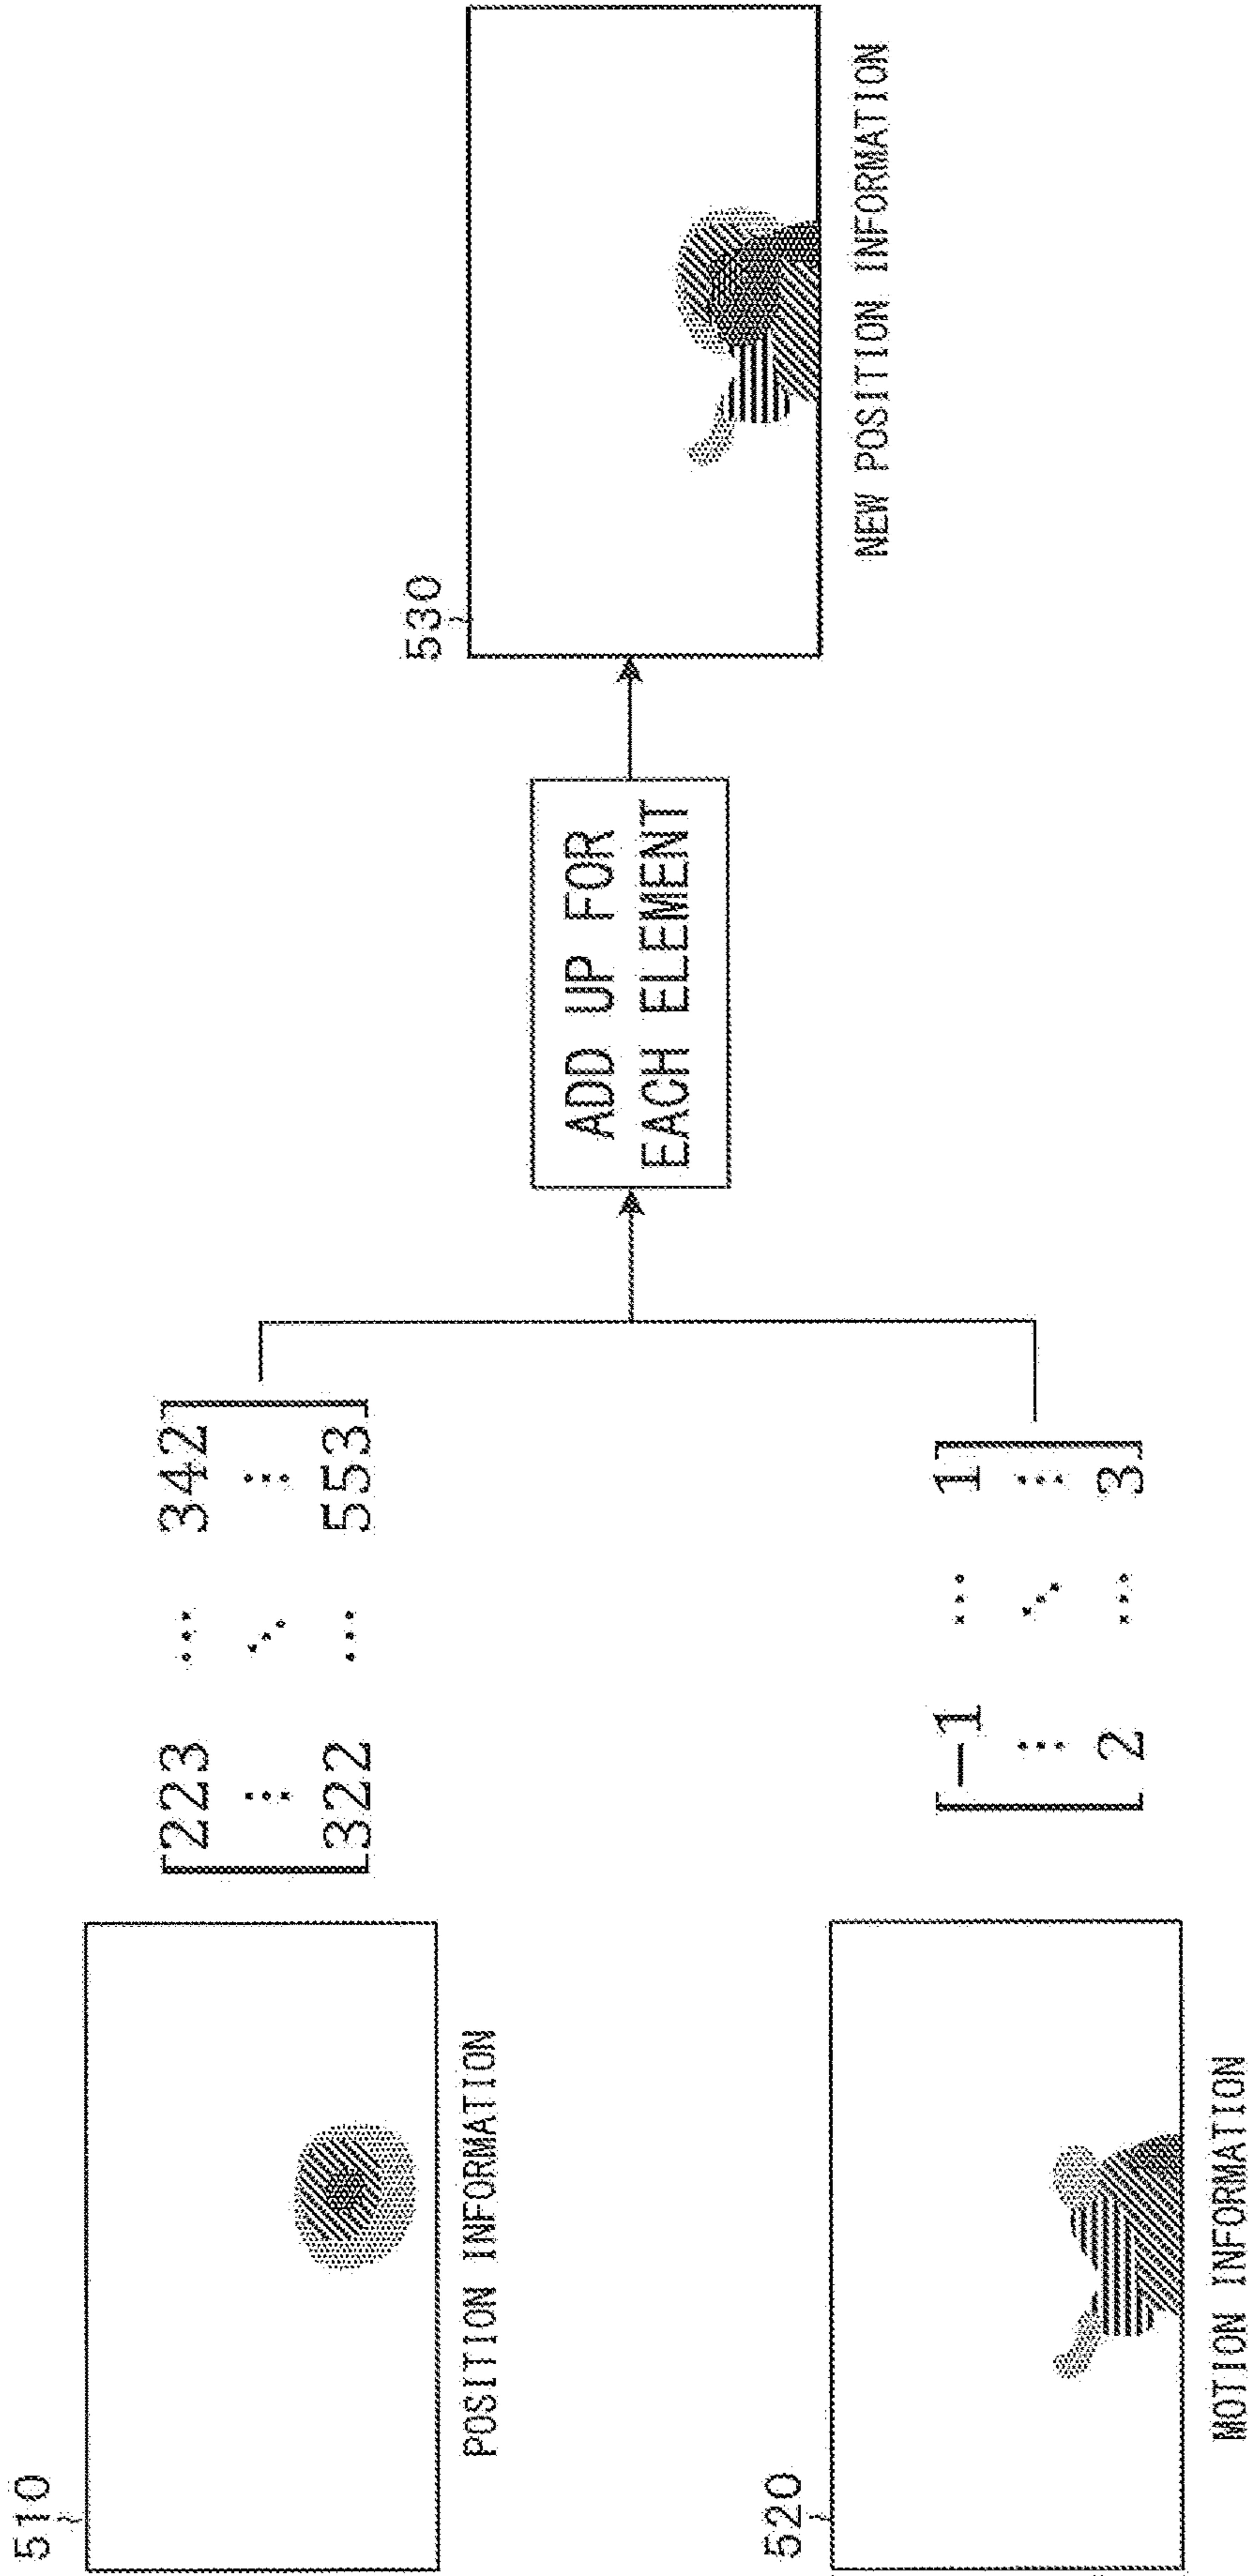 510
POSITION INFORMATION
223 ... 342
322 ... 553
520
MOTION INFORMATION
-1 ... 1
2 ... 3
ADD UP FOR
EACH ELEMENT
530
NEW POSITION INFORMATION